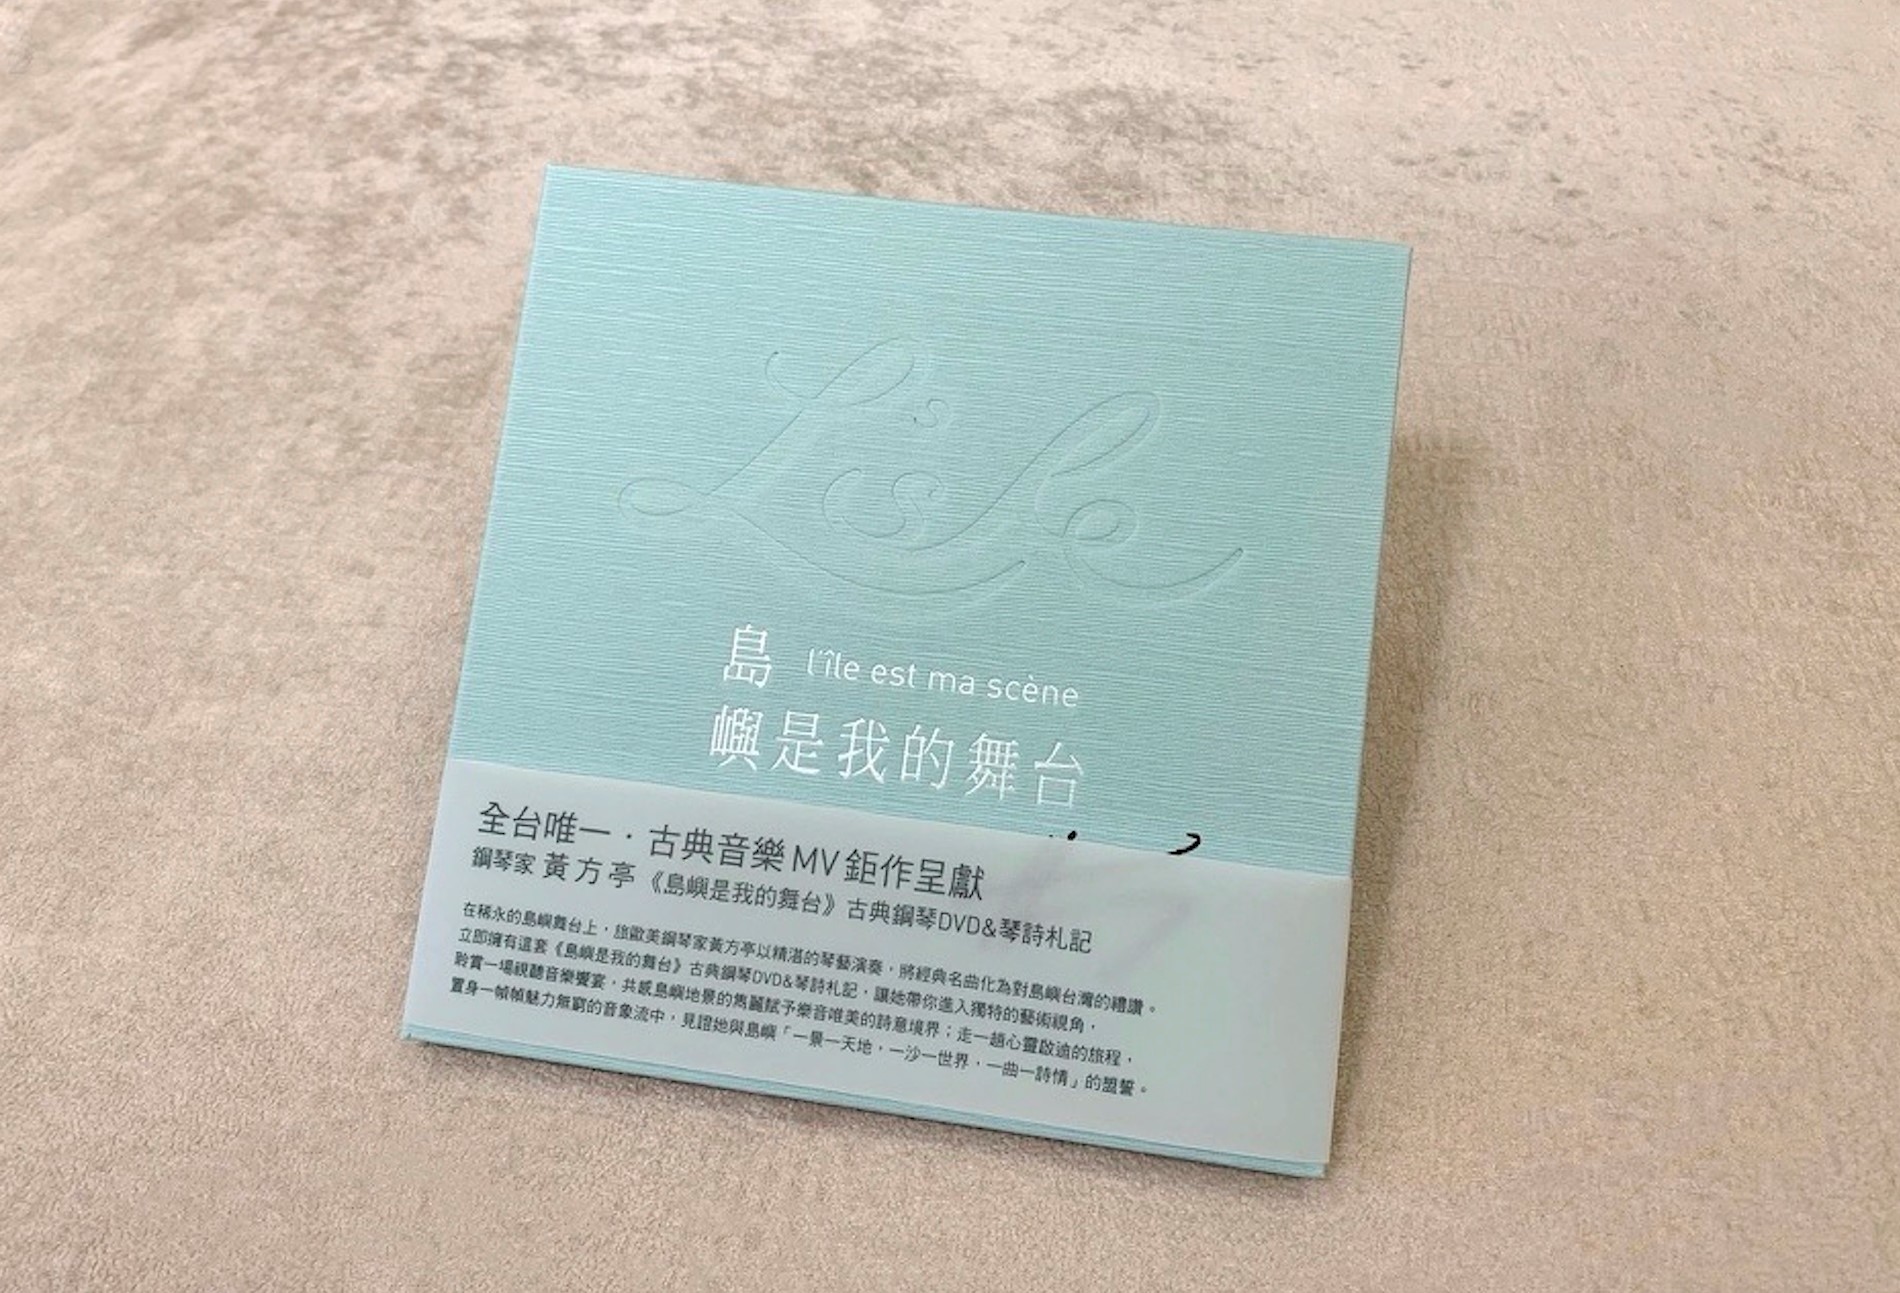 L'isle
島 l'île est ma scène
嶼是我的舞台
全台唯一．古典音樂MV鉅作呈獻
鋼琴家 黃方亭《島嶼是我的舞台》古典鋼琴DVD&琴詩札記
在稀永的島嶼舞台上，旅歐美鋼琴家黃方亭以精湛的琴藝演奏，將經典名曲化為對島嶼台灣的禮讚。
立即擁有這套《島嶼是我的舞台》古典鋼琴DVD&琴詩札記，讓她帶你進入獨特的藝術視角，
聆賞一場視聽音樂饗宴，共感島嶼地景的雋麗賦予樂音唯美的詩意境界；走一趟心靈啟迪的旅程，
置身一幀幀魅力無窮的音象流中，見證她與島嶼「一景一天地，一沙一世界，一曲一詩情」的盟誓。